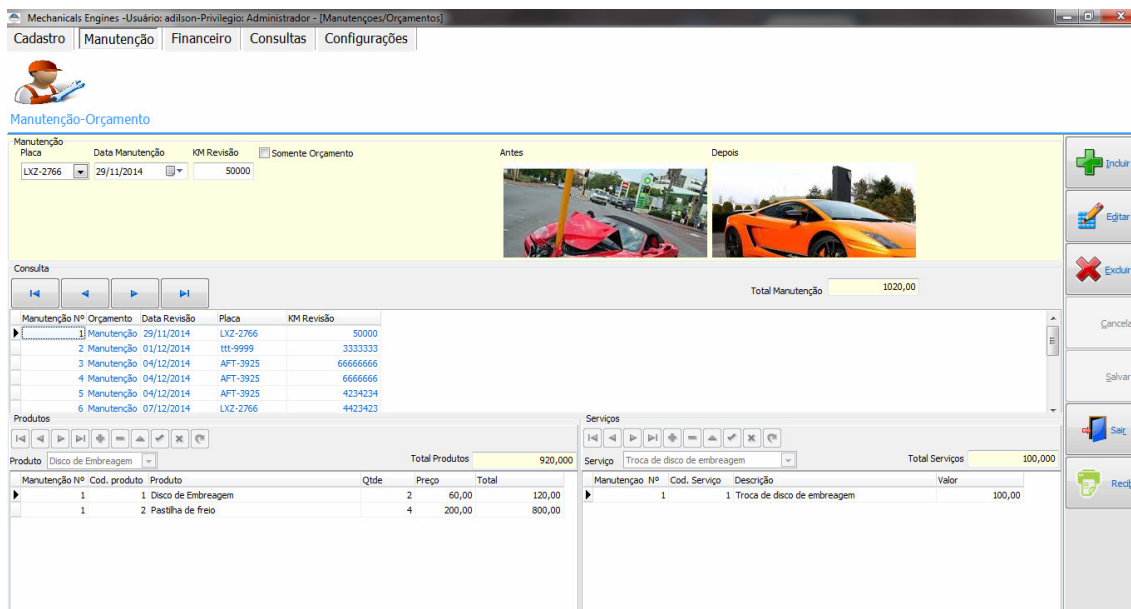 Mechanicals Engines -Usuário: adilson-Privilegio: Administrador - [Manutençoes/Orçamentos]
Cadastro Manutenção Financeiro Consultas Configurações
Manutenção-Orçamento
Manutenção
Placa Data Manutenção KM Revisão Somente Orçamento Antes Depois
LXZ-2766 29/11/2014 50000
Incluir
Editar
Consulta
Excluir
Total Manutenção 1020,00
Manutenção Nº Orçamento Data Revisão Placa KM Revisão
1 Manutenção 29/11/2014 LXZ-2766 50000
Cancela
2 Manutenção 01/12/2014 ttt-9999 3333333
3 Manutenção 04/12/2014 AFT-3925 66666666
4 Manutenção 04/12/2014 AFT-3925 6666666
Salvar
5 Manutenção 04/12/2014 AFT-3925 4234234
6 Manutenção 07/12/2014 LXZ-2766 4423423
Produtos Serviços
Sair
Produto Disco de Embreagem Total Produtos 920,000 Serviço Troca de disco de embreagem Total Serviços 100,000
Manutenção Nº Cod. produto Produto Qtde Preço Total Manutençao Nº Cod. Serviço Descrição Valor
Recib
1 1 Disco de Embreagem 2 60,00 120,00 1 1 Troca de disco de embreagem 100,00
1 2 Pastilha de freio 4 200,00 800,00